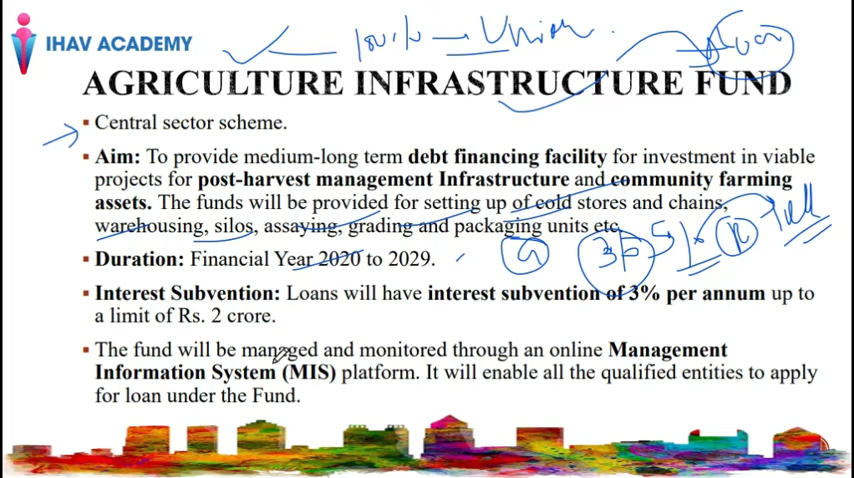 IHAV ACADEMY
100% → Union
AGRICULTURE INFRASTRUCTURE FUND
▪ Central sector scheme.
▪ Aim: To provide medium-long term debt financing facility for investment in viable
projects for post-harvest management Infrastructure and community farming
assets. The funds will be provided for setting up of cold stores and chains,
warehousing, silos, assaying, grading and packaging units etc.
▪ Duration: Financial Year 2020 to 2029.
▪ Interest Subvention: Loans will have interest subvention of 3% per annum up to
a limit of Rs. 2 crore.
▪ The fund will be managed and monitored through an online Management
Information System (MIS) platform. It will enable all the qualified entities to apply
for loan under the Fund.